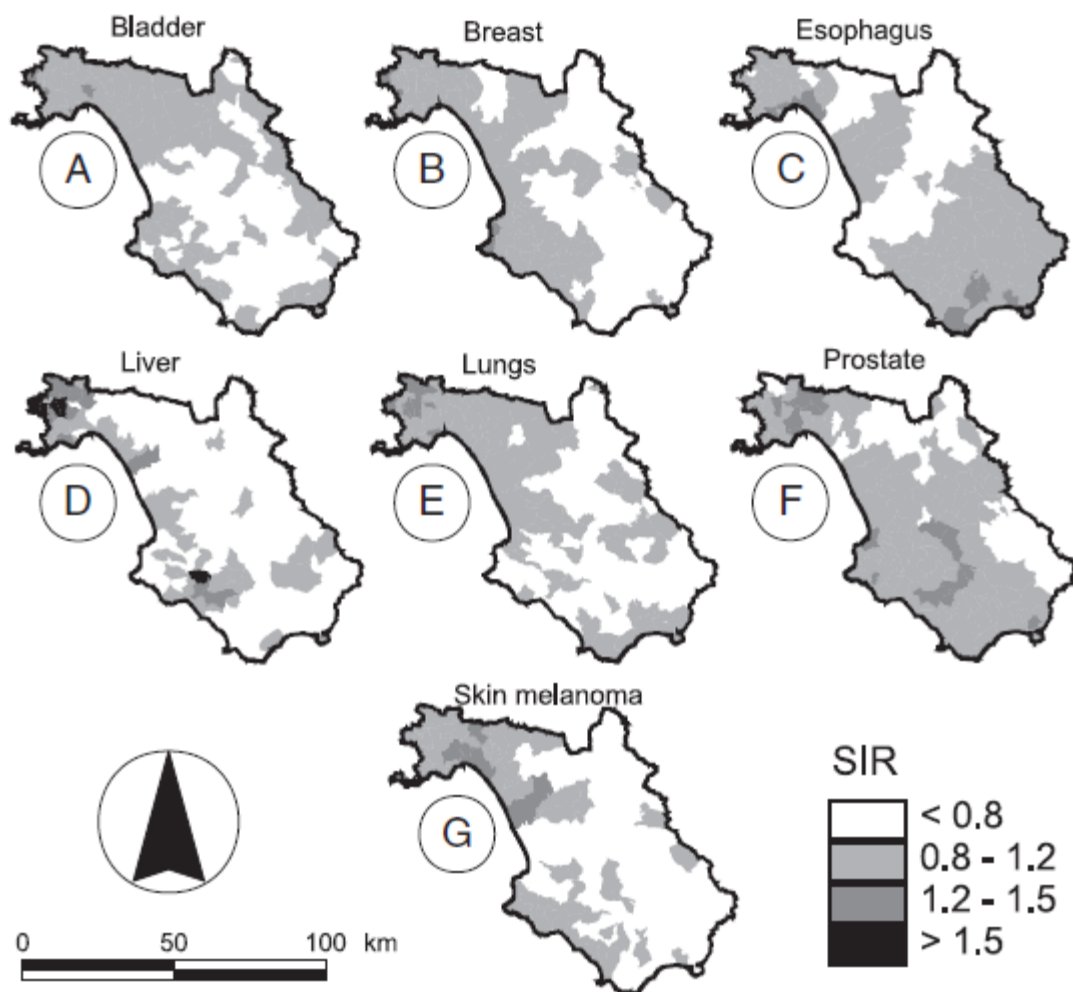 Bladder
Breast
Esophagus
A
B
C
Liver
Lungs
Prostate
D
E
F
Skin melanoma
G
SIR
< 0.8
0.8 - 1.2
1.2 - 1.5
> 1.5
0 50 100 km